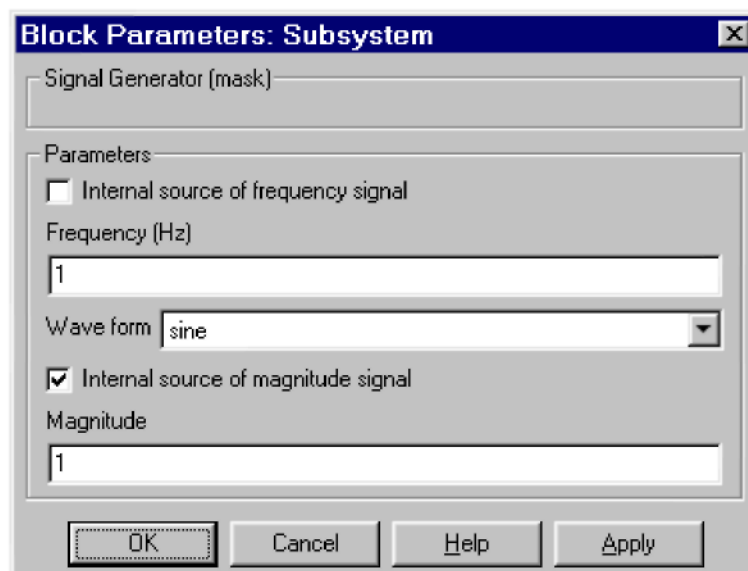 Block Parameters: Subsystem
Signal Generator (mask)
Parameters
Internal source of frequency signal
Frequency (Hz)
1
Wave form sine
Internal source of magnitude signal
Magnitude
1
OK Cancel Help Apply